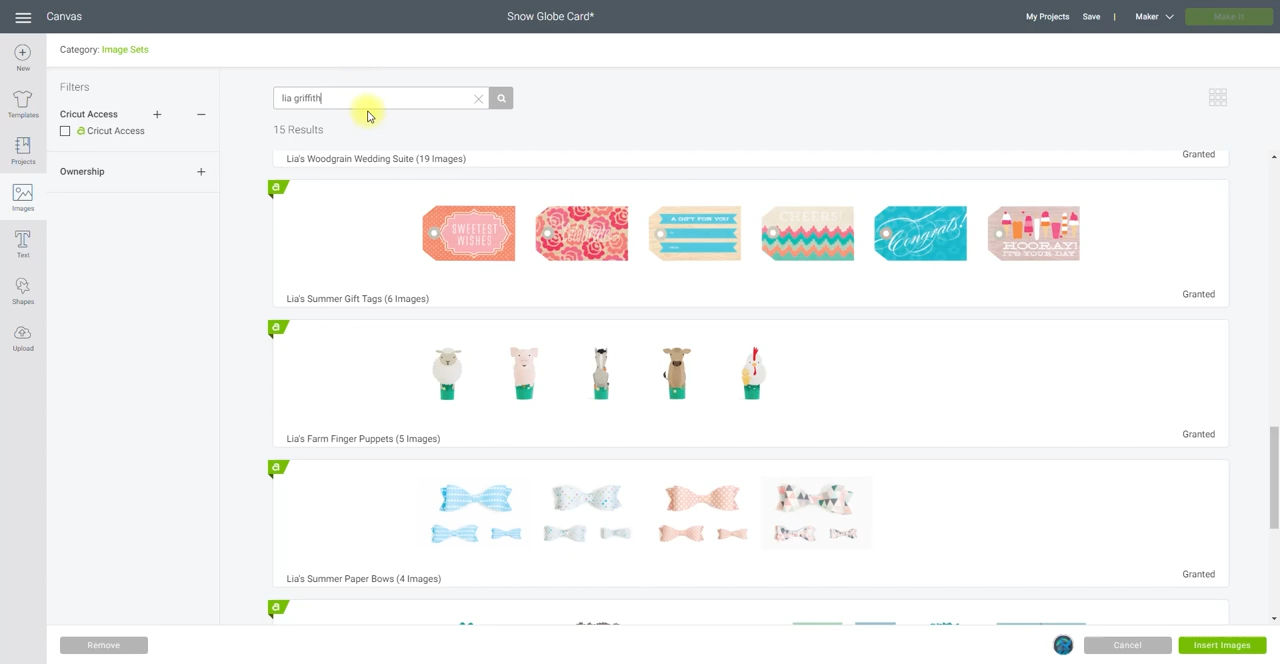 Canvas
Snow Globe Card*
My Projects Save | Maker Make It
Category: Image Sets
New
Templates
Projects
Images
Text
Shapes
Upload
Filters
Cricut Access + −
a Cricut Access
Ownership +
lia griffith
15 Results
Lia's Woodgrain Wedding Suite (19 Images)
Granted
a
SWEETEST WISHES
A GIFT FOR YOU
CHEERS!
Congrats!
HOORAY!
IT'S YOUR DAY
Lia's Summer Gift Tags (6 Images)
Granted
a
Lia's Farm Finger Puppets (5 Images)
Granted
a
Lia's Summer Paper Bows (4 Images)
Granted
a
Remove
Cancel
Insert Images